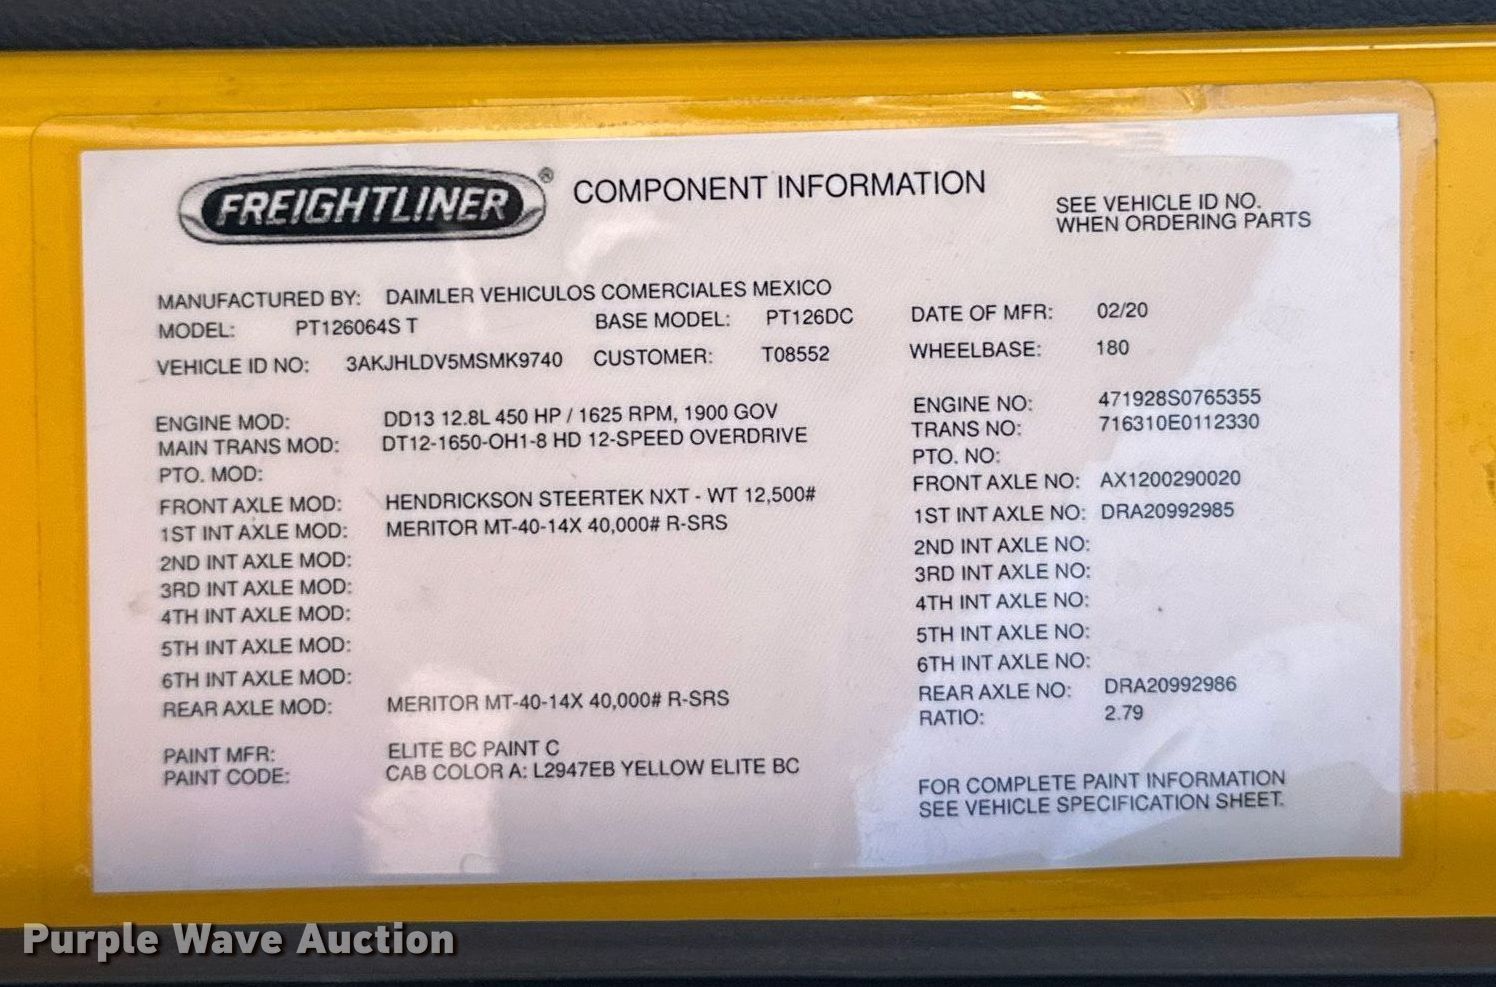 FREIGHTLINER® COMPONENT INFORMATION
SEE VEHICLE ID NO.
WHEN ORDERING PARTS
MANUFACTURED BY: DAIMLER VEHICULOS COMERCIALES MEXICO
MODEL: PT126064S T BASE MODEL: PT126DC DATE OF MFR: 02/20
VEHICLE ID NO: 3AKJHLDV5MSMK9740 CUSTOMER: T08552 WHEELBASE: 180
ENGINE MOD: DD13 12.8L 450 HP / 1625 RPM, 1900 GOV ENGINE NO: 471928S0765355
MAIN TRANS MOD: DT12-1650-OH1-8 HD 12-SPEED OVERDRIVE TRANS NO: 716310E0112330
PTO. MOD: PTO. NO:
FRONT AXLE MOD: HENDRICKSON STEERTEK NXT - WT 12,500# FRONT AXLE NO: AX1200290020
1ST INT AXLE MOD: MERITOR MT-40-14X 40,000# R-SRS 1ST INT AXLE NO: DRA20992985
2ND INT AXLE MOD: 2ND INT AXLE NO:
3RD INT AXLE MOD: 3RD INT AXLE NO:
4TH INT AXLE MOD: 4TH INT AXLE NO:
5TH INT AXLE MOD: 5TH INT AXLE NO:
6TH INT AXLE MOD: 6TH INT AXLE NO:
REAR AXLE MOD: MERITOR MT-40-14X 40,000# R-SRS REAR AXLE NO: DRA20992986
RATIO: 2.79
PAINT MFR: ELITE BC PAINT C
PAINT CODE: CAB COLOR A: L2947EB YELLOW ELITE BC
FOR COMPLETE PAINT INFORMATION
SEE VEHICLE SPECIFICATION SHEET.
Purple Wave Auction